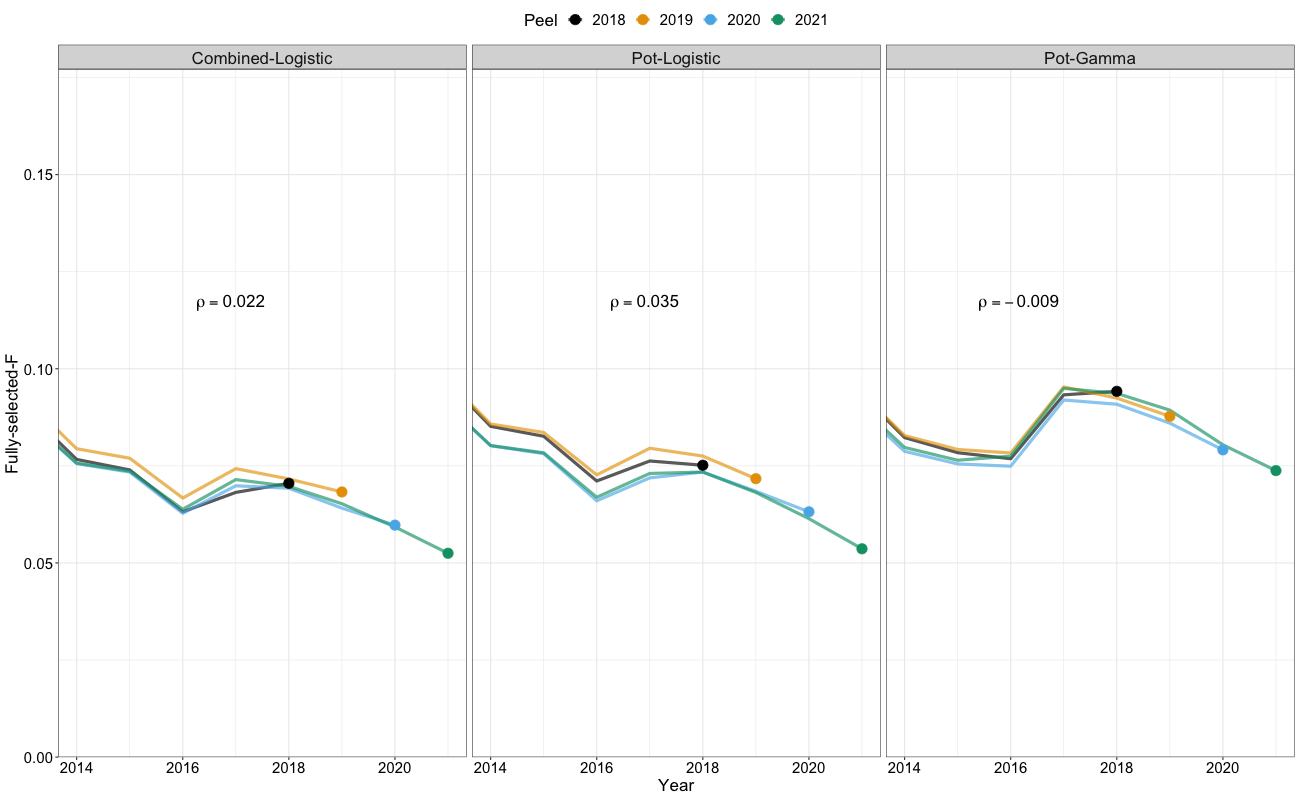 Peel 2018 2019 2020 2021
Combined-Logistic Pot-Logistic Pot-Gamma
0.15
ρ = 0.022 ρ = 0.035 ρ = − 0.009
0.10
Fully-selected-F
0.05
0.00
2014 2016 2018 2020 2014 2016 2018 2020 2014 2016 2018 2020
Year